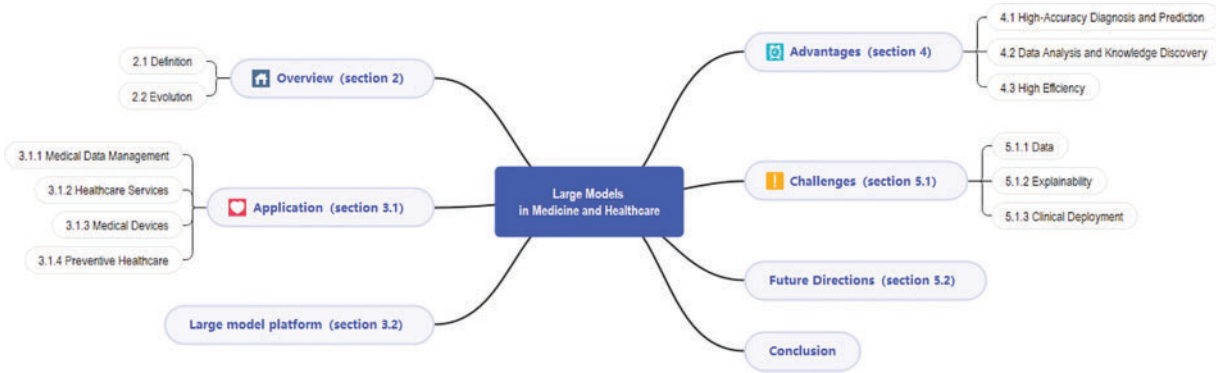 Large Models
in Medicine and Healthcare
Overview (section 2)
2.1 Definition
2.2 Evolution
Application (section 3.1)
3.1.1 Medical Data Management
3.1.2 Healthcare Services
3.1.3 Medical Devices
3.1.4 Preventive Healthcare
Large model platform (section 3.2)
Advantages (section 4)
4.1 High-Accuracy Diagnosis and Prediction
4.2 Data Analysis and Knowledge Discovery
4.3 High Efficiency
Challenges (section 5.1)
5.1.1 Data
5.1.2 Explainability
5.1.3 Clinical Deployment
Future Directions (section 5.2)
Conclusion